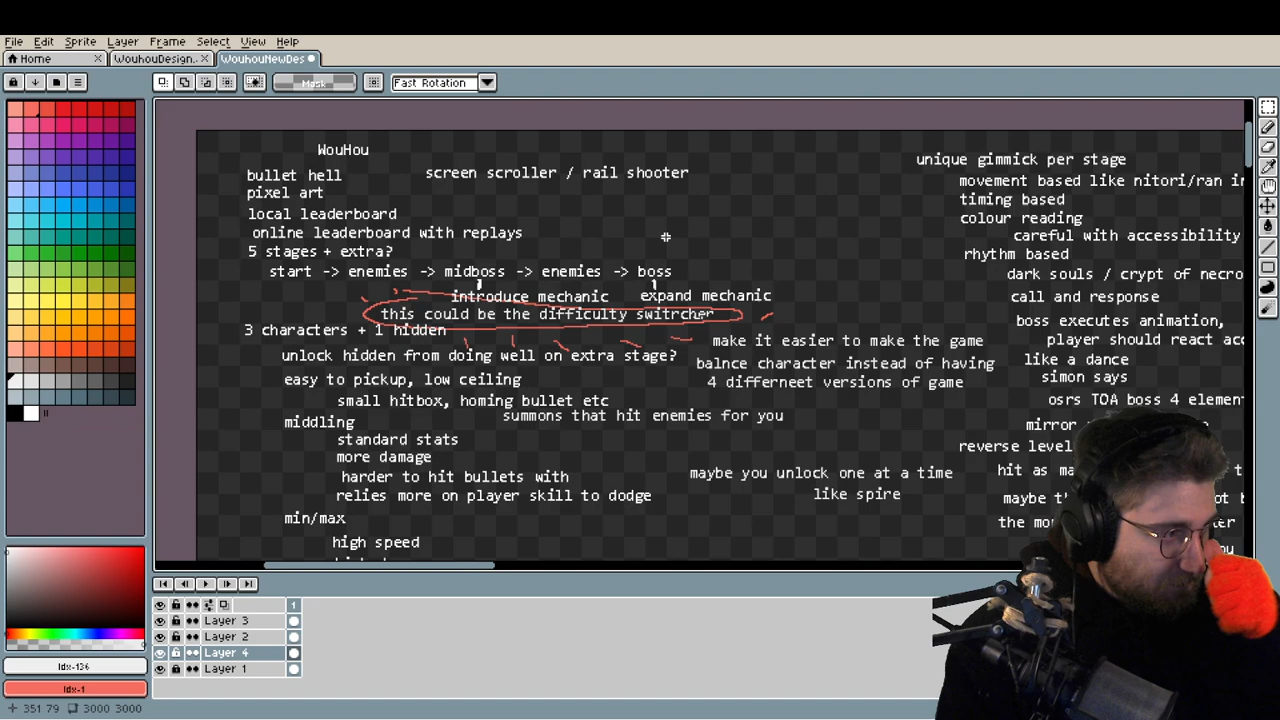 File Edit Sprite Layer Frame Select View Help
Home WouhouDesign. WouhouNewDes
Mask Fast Rotation
WouHou
bullet hell screen scroller / rail shooter
pixel art
local leaderboard
online leaderboard with replays
5 stages + extra?
start -> enemies -> midboss -> enemies -> boss
introduce mechanic expand mechanic
this could be the difficulty switrcher
3 characters + 1 hidden
make it easier to make the game
unlock hidden from doing well on extra stage?
balnce character instead of having
4 differneet versions of game
easy to pickup, low ceiling
small hitbox, homing bullet etc
summons that hit enemies for you
middling
standard stats
more damage
harder to hit bullets with
relies more on player skill to dodge
maybe you unlock one at a time
like spire
min/max
high speed
unique gimmick per stage
movement based like nitori/ran in
timing based
colour reading
careful with accessibility
rhythm based
dark souls / crypt of necro
call and response
boss executes animation,
player should react acc
like a dance
simon says
osrs TOA boss 4 element
mirror
reverse level
hit as
maybe
the
Layer 3
Layer 2
Layer 4
Layer 1
1
Idx-136
Idx-1
351 79 3000 3000